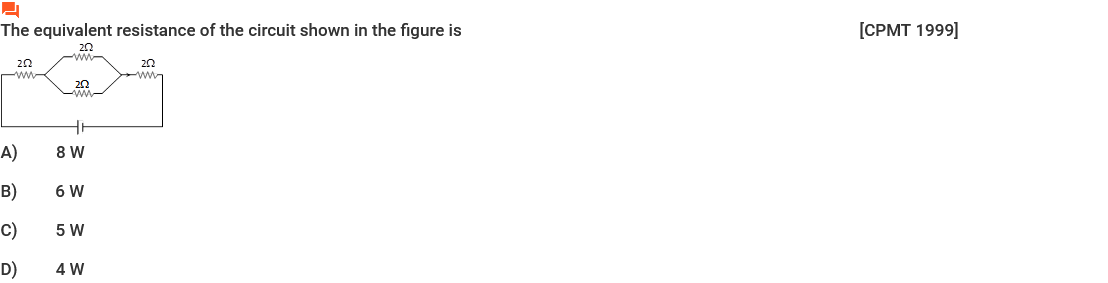 The equivalent resistance of the circuit shown in the figure is [CPMT 1999]
2Ω
2Ω 2Ω
2Ω
A) 8 W
B) 6 W
C) 5 W
D) 4 W